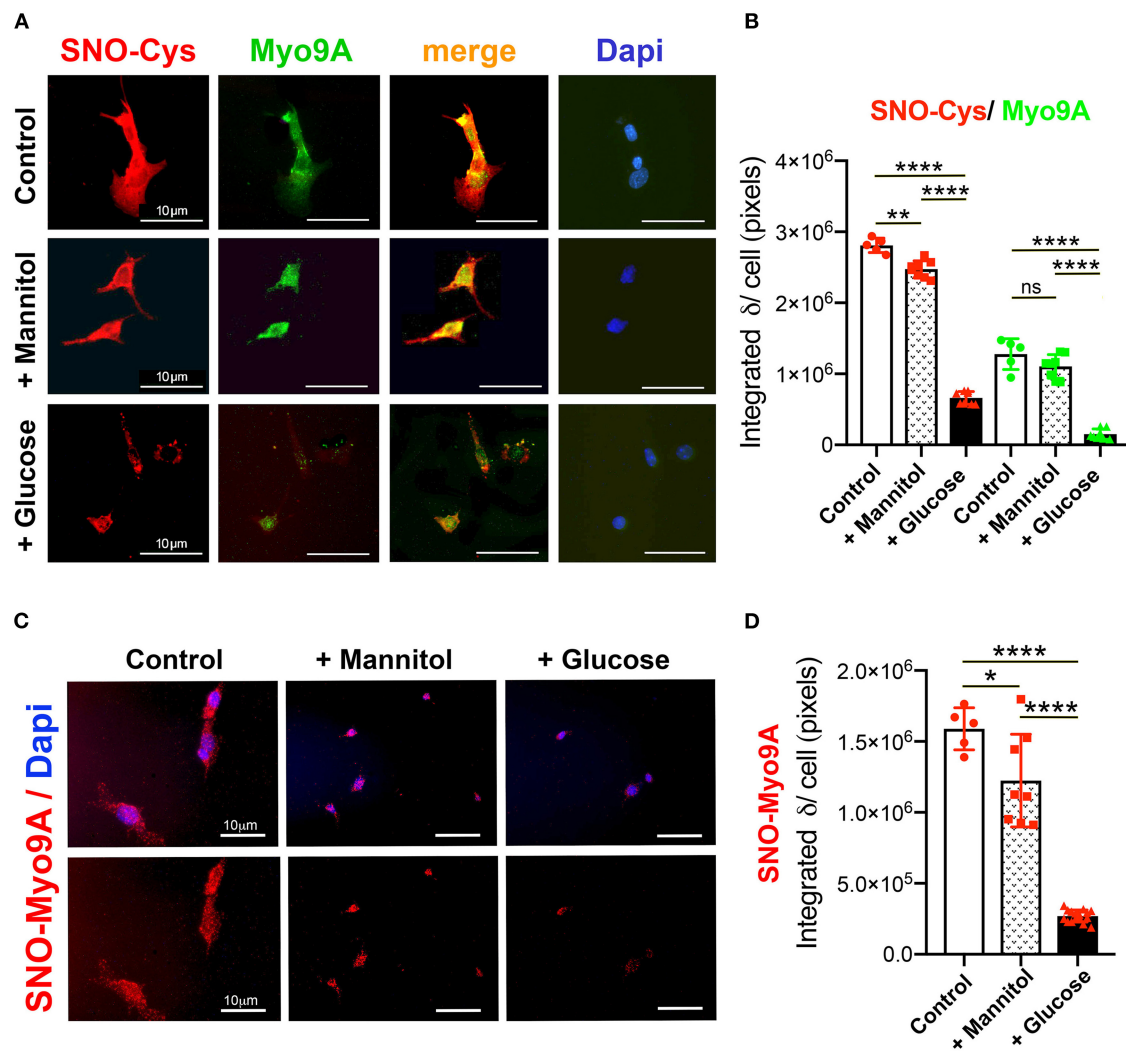 A
SNO-Cys Myo9A merge Dapi
Control
10µm
+ Mannitol
10µm
+ Glucose
10µm
B
SNO-Cys/ Myo9A
Integrated δ/ cell (pixels)
4×10⁶
3×10⁶
2×10⁶
1×10⁶
0
****
****
**
****
****
ns
Control
+ Mannitol
+ Glucose
Control
+ Mannitol
+ Glucose
C
Control + Mannitol + Glucose
SNO-Myo9A / Dapi
10µm
10µm
D
SNO-Myo9A
Integrated δ/ cell (pixels)
2.0×10⁶
1.5×10⁶
1.0×10⁶
5.0×10⁵
0.0
****
*
****
Control
+ Mannitol
+ Glucose